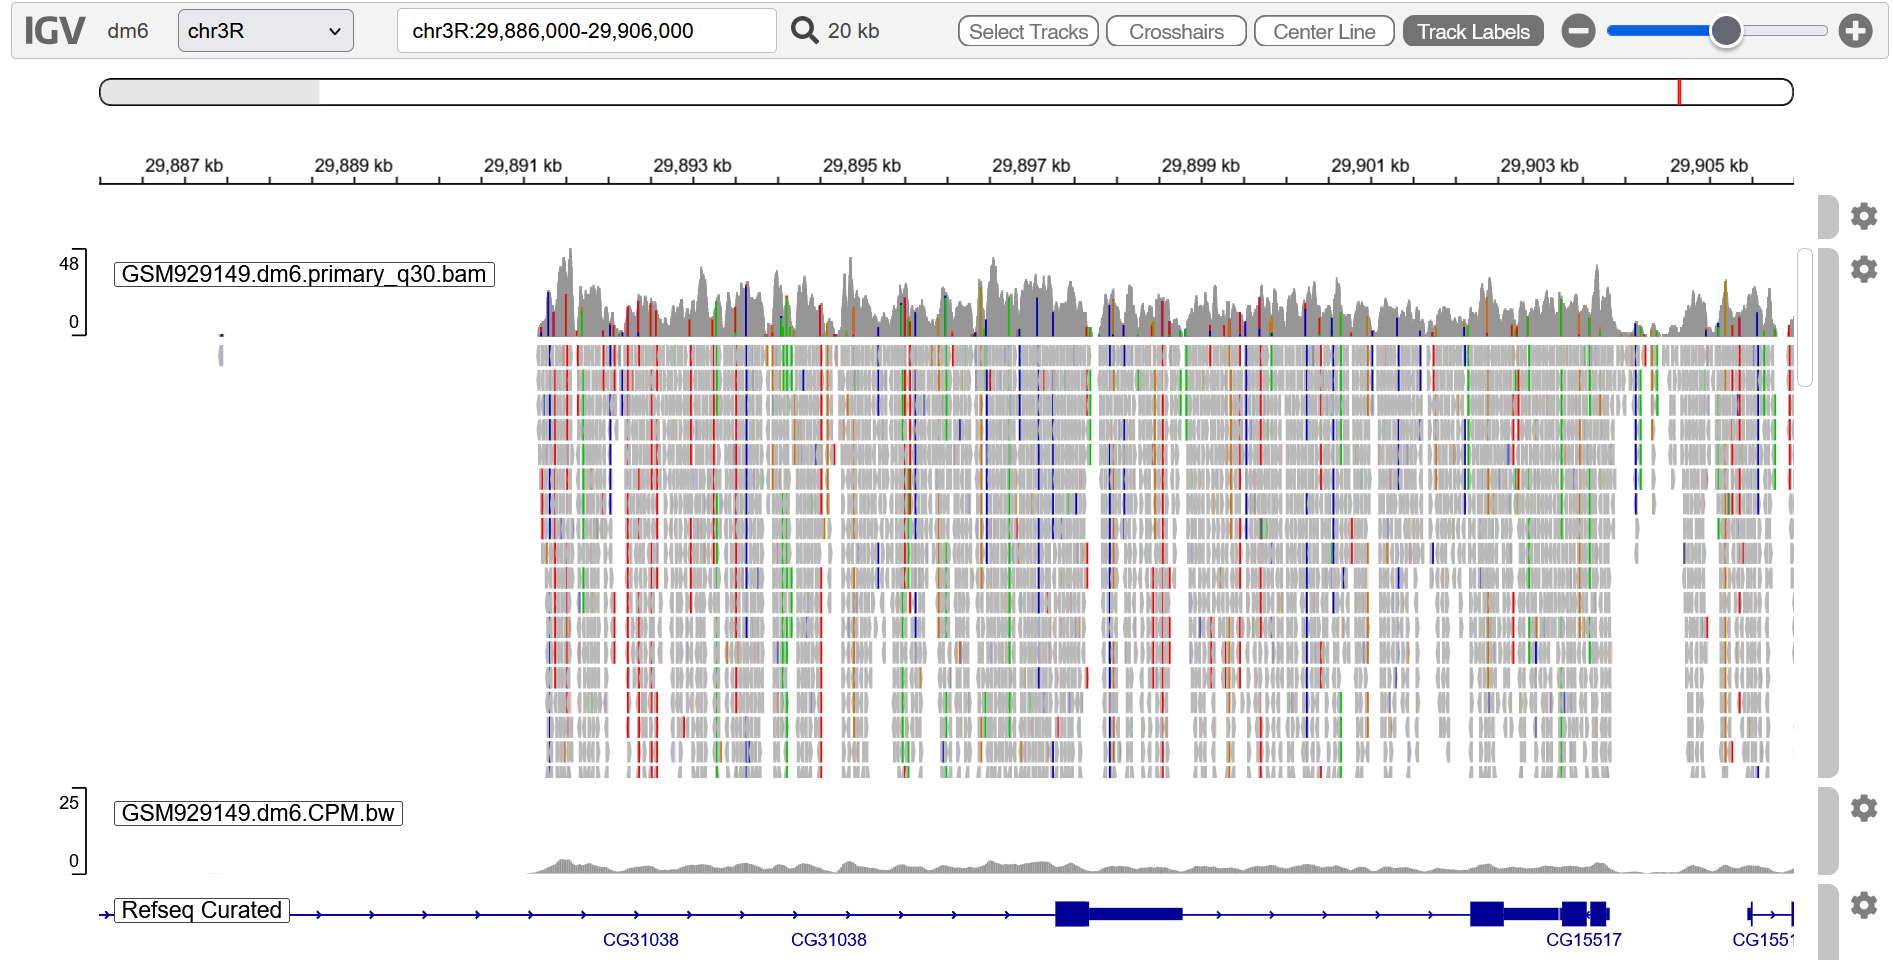 IGV dm6 chr3R chr3R:29,886,000-29,906,000 20 kb Select Tracks Crosshairs Center Line Track Labels
29,887 kb 29,889 kb 29,891 kb 29,893 kb 29,895 kb 29,897 kb 29,899 kb 29,901 kb 29,903 kb 29,905 kb
48
GSM929149.dm6.primary_q30.bam
0
25
GSM929149.dm6.CPM.bw
0
Refseq Curated
CG31038 CG31038 CG15517 CG1551